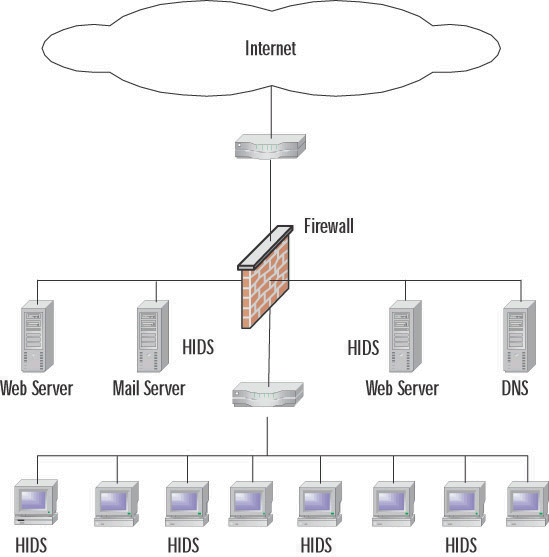 Internet
Firewall
HIDS
HIDS
Web Server
Mail Server
Web Server
DNS
HIDS
HIDS
HIDS
HIDS